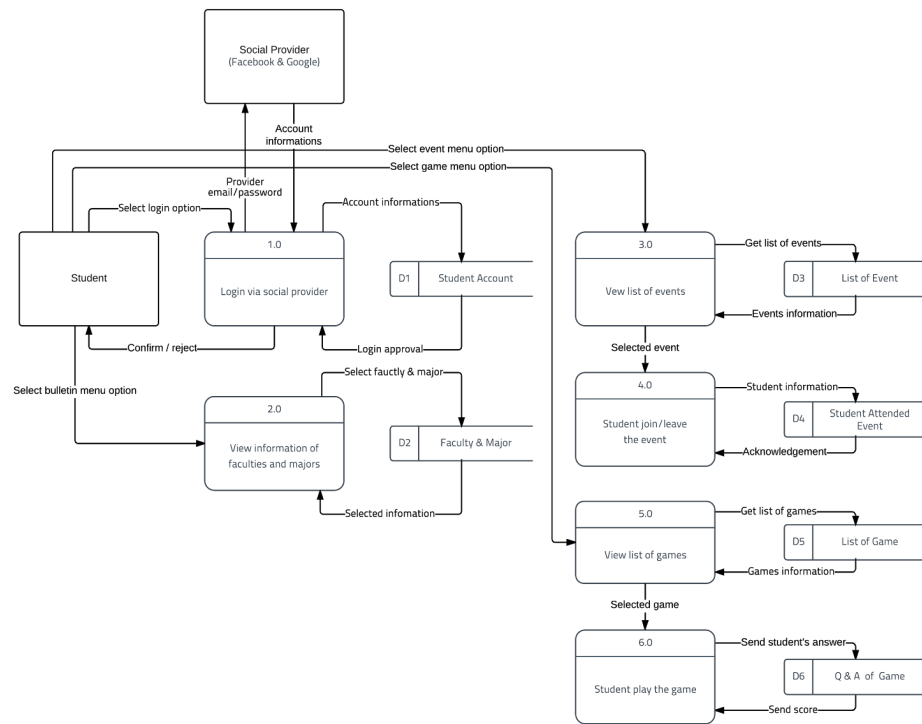 Social Provider
(Facebook & Google)
Account
informations
Select event menu option
Select game menu option
Provider
email/password
Select login option
Account informations
1.0
Login via social provider
Student
D1
Student Account
Confirm / reject
Login approval
Select bulletin menu option
Select fauctly & major
2.0
View information of
faculties and majors
D2
Faculty & Major
Selected infomation
3.0
Vew list of events
Get list of events
D3
List of Event
Events information
Selected event
4.0
Student join/leave
the event
Student information
D4
Student Attended
Event
Acknowledgement
5.0
View list of games
Get list of games
D5
List of Game
Games information
Selected game
6.0
Student play the game
Send student's answer
D6
Q & A of Game
Send score